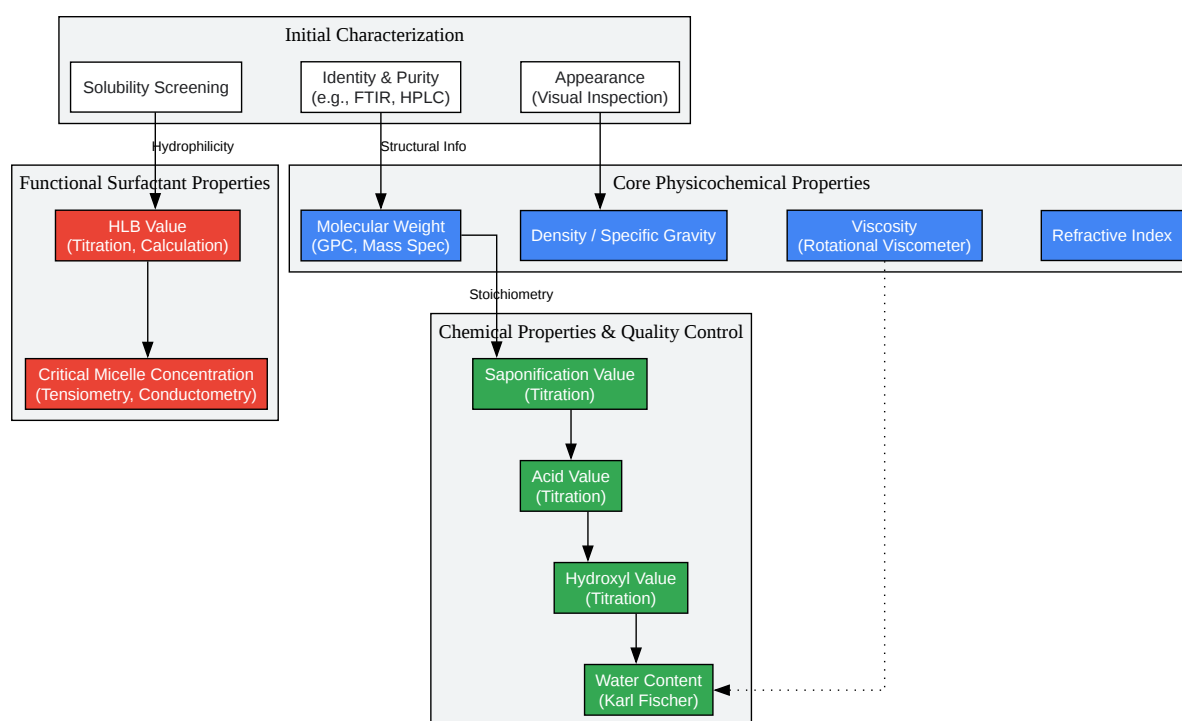 Initial Characterization
Solubility Screening
Identity & Purity
(e.g., FTIR, HPLC)
Appearance
(Visual Inspection)
Hydrophilicity
Structural Info
Functional Surfactant Properties
Core Physicochemical Properties
HLB Value
(Titration, Calculation)
Molecular Weight
(GPC, Mass Spec)
Density / Specific Gravity
Viscosity
(Rotational Viscometer)
Refractive Index
Stoichiometry
Chemical Properties & Quality Control
Critical Micelle Concentration
(Tensiometry, Conductometry)
Saponification Value
(Titration)
Acid Value
(Titration)
Hydroxyl Value
(Titration)
Water Content
(Karl Fischer)